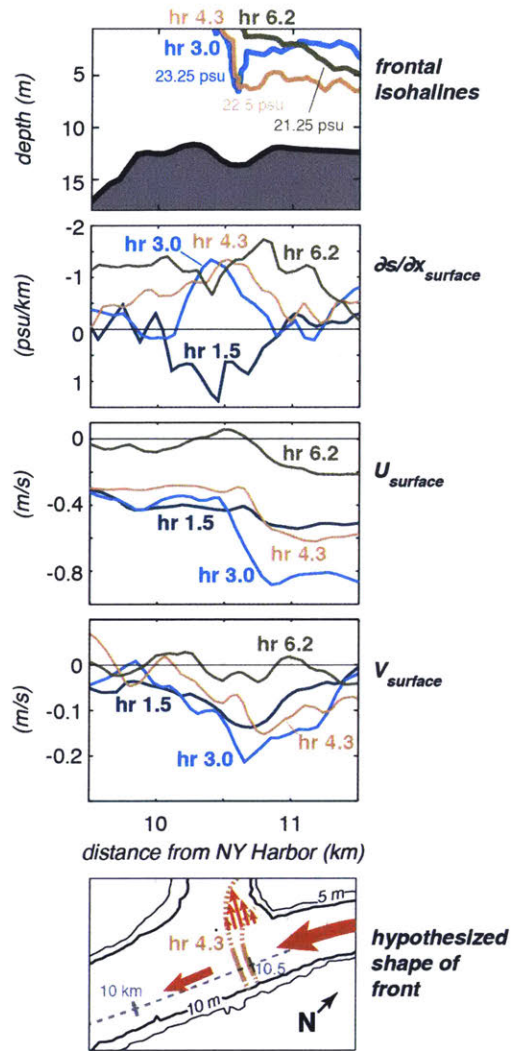 hr 4.3 hr 6.2
hr 3.0
23.25 psu
22.5 psu
21.25 psu
5
10
15
depth (m)
frontal
isohalines
-2
-1
0
1
(psu/km)
hr 3.0 hr 4.3
hr 6.2
hr 1.5
∂s/∂x surface
0
-0.4
-0.8
(m/s)
hr 6.2
hr 1.5
hr 4.3
hr 3.0
U surface
0
-0.1
-0.2
(m/s)
hr 6.2
hr 1.5
hr 4.3
hr 3.0
V surface
10 11
distance from NY Harbor (km)
5 m
hr 4.3
10.5
10 km
10 m
N
hypothesized
shape of
front